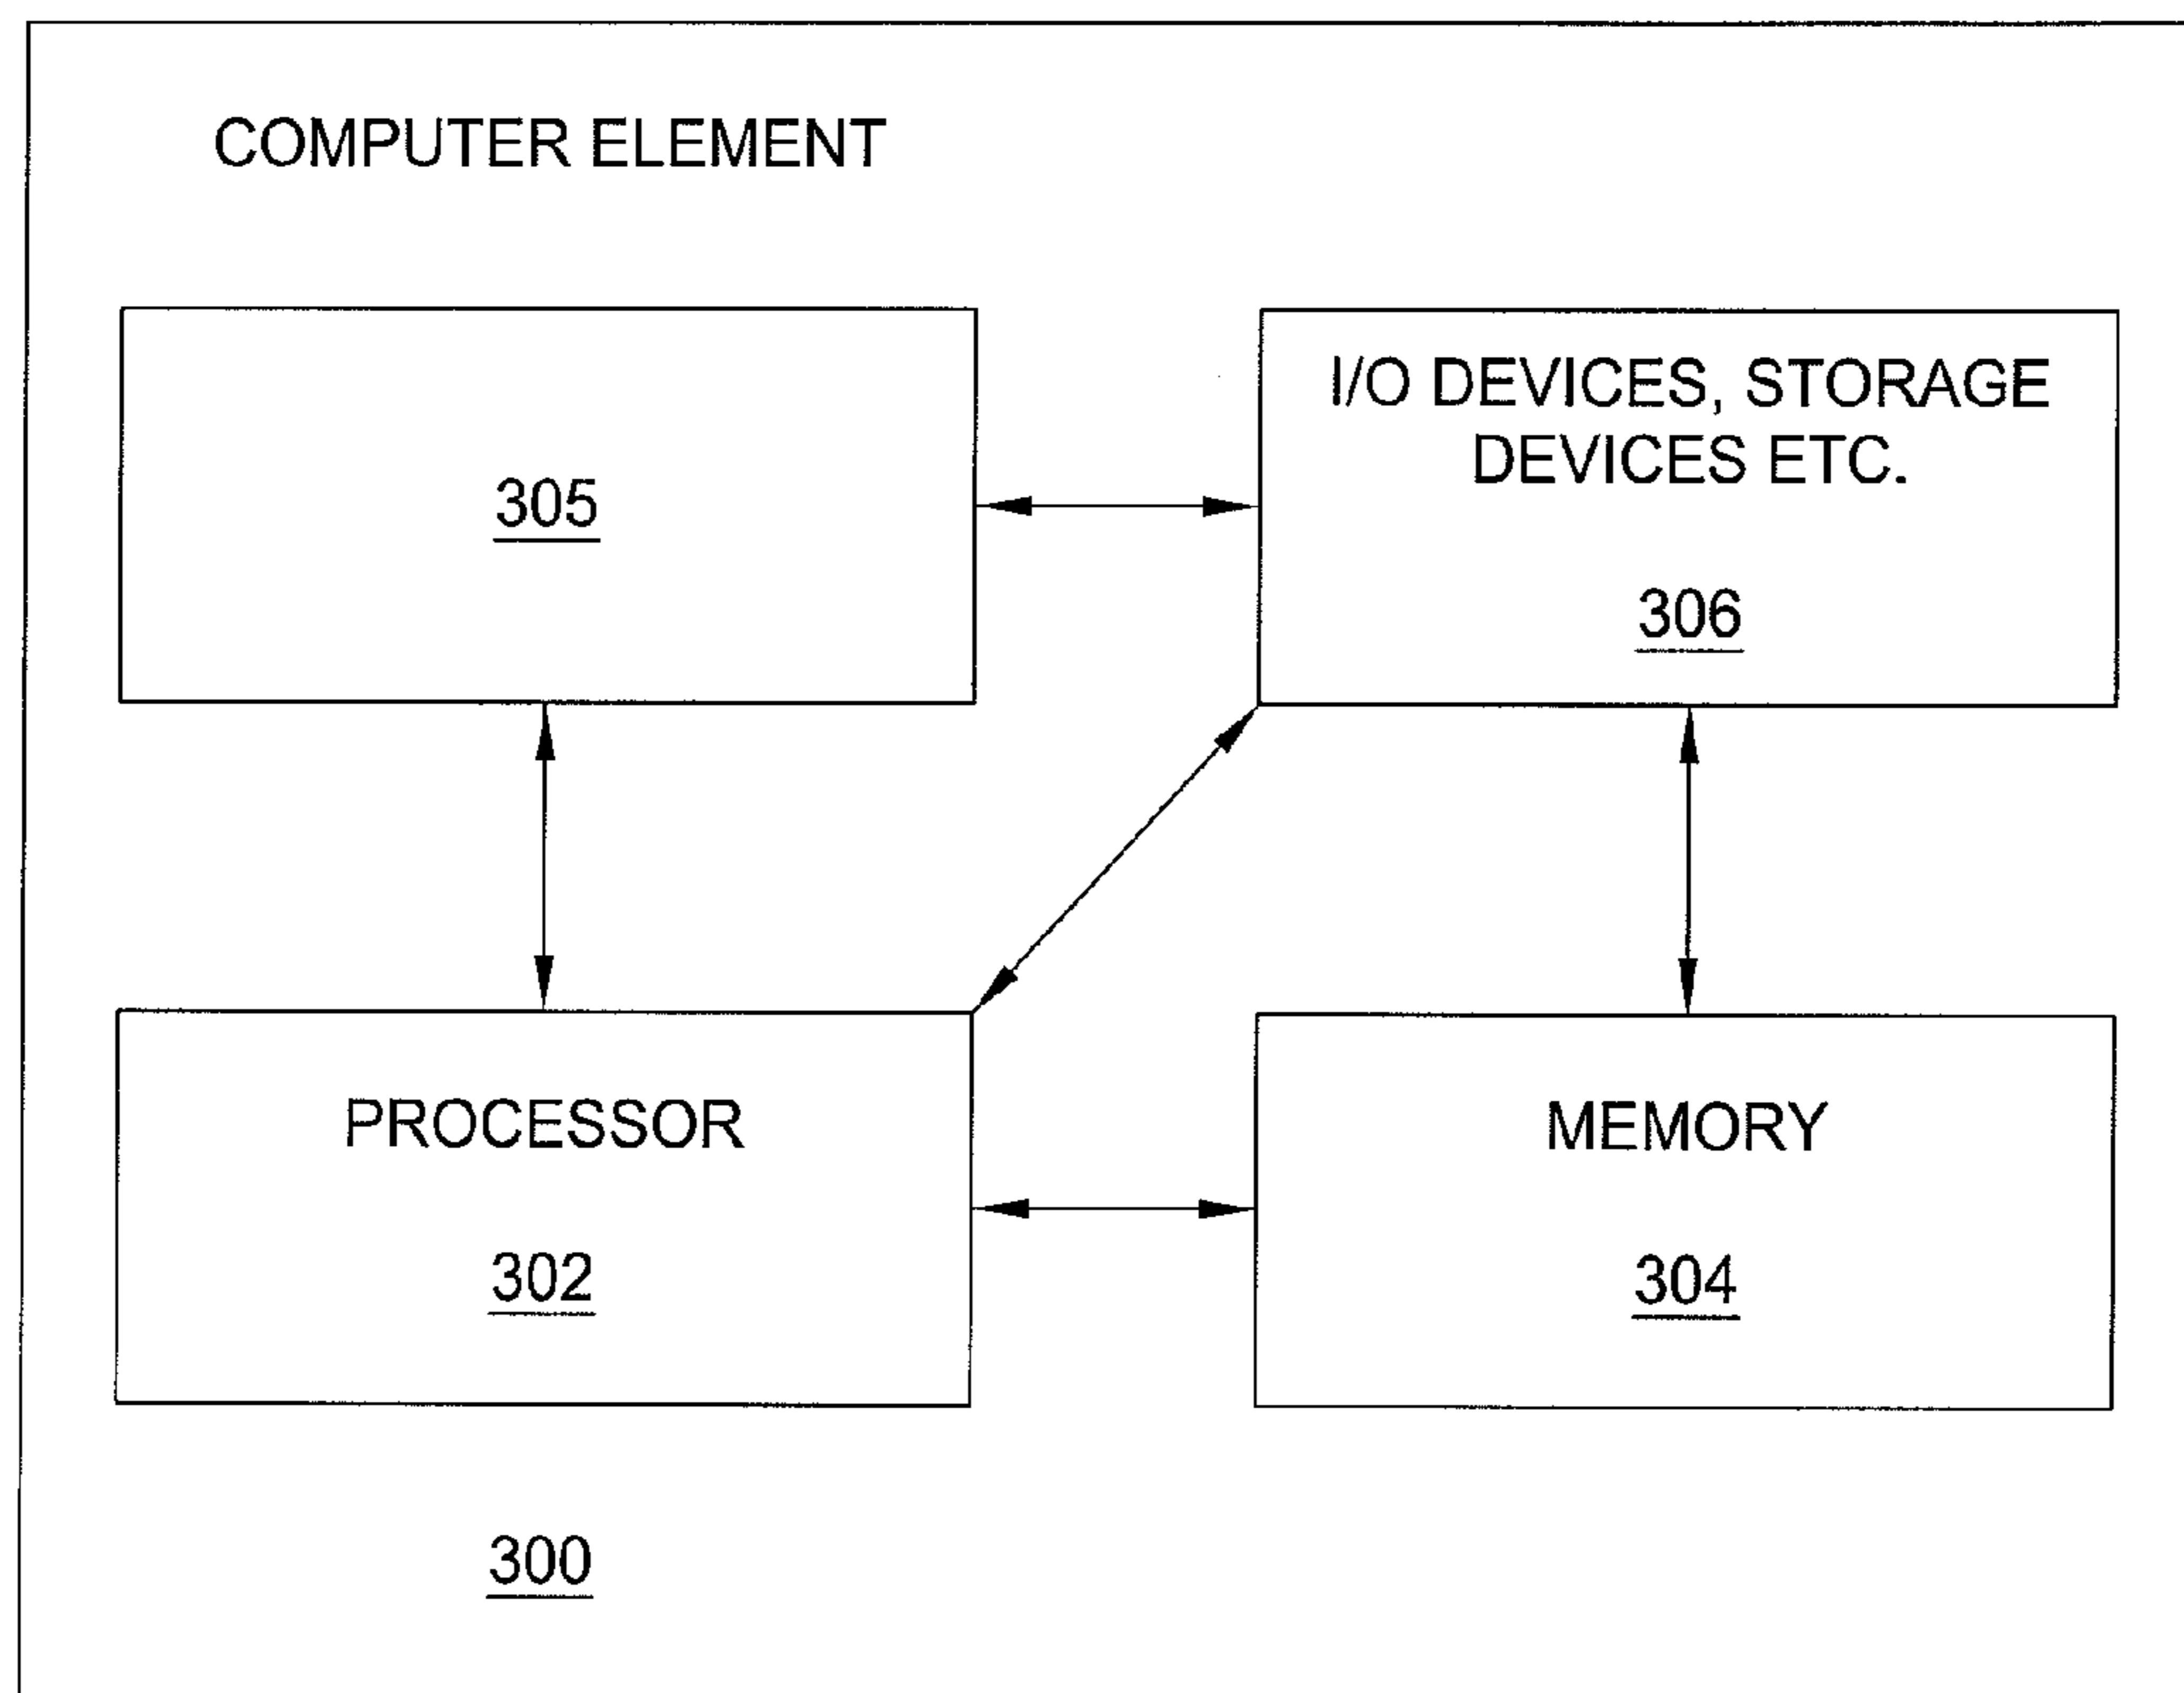 COMPUTER ELEMENT
305
I/O DEVICES, STORAGE
DEVICES ETC.
306
PROCESSOR
302
MEMORY
304
300